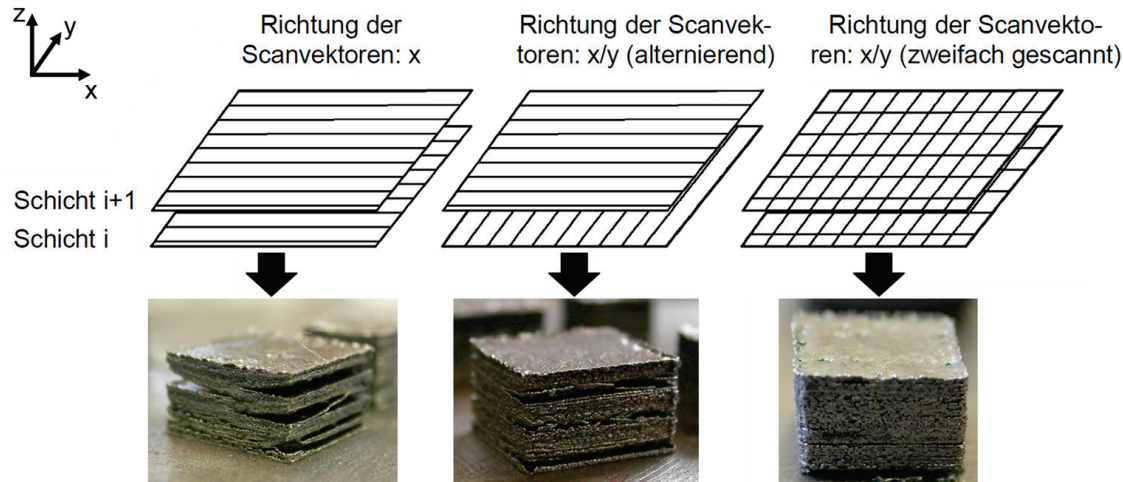 z
y
x
Richtung der
Scanvektoren: x
Richtung der Scanvek-
toren: x/y (alternierend)
Richtung der Scanvekto-
ren: x/y (zweifach gescannt)
Schicht i+1
Schicht i